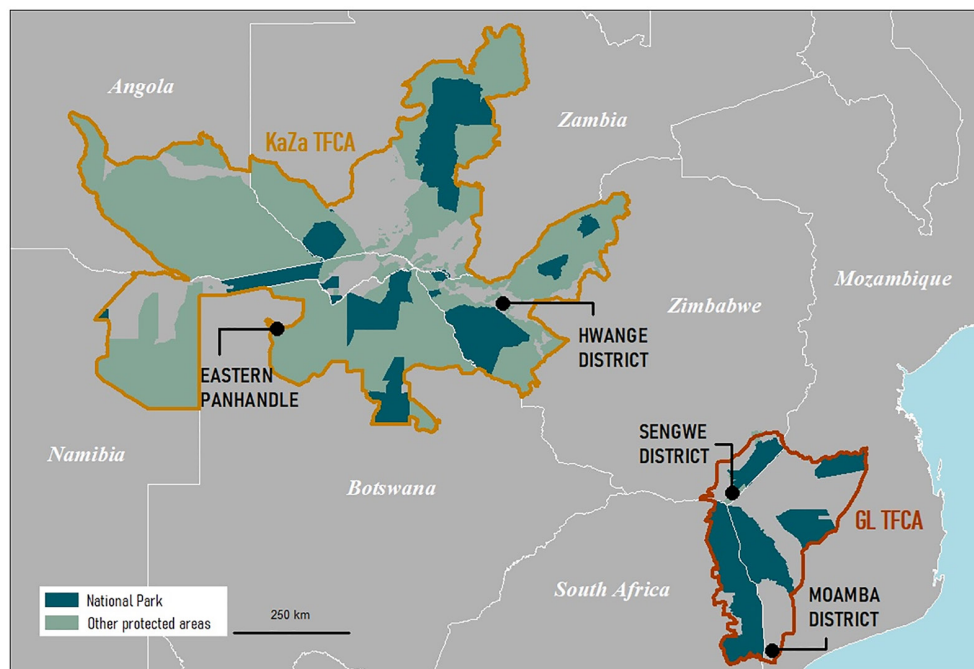 Angola
KaZa TFCA
Zambia
Mozambique
Zimbabwe
HWANGE
DISTRICT
EASTERN
PANHANDLE
Namibia
SENGWE
DISTRICT
Botswana
GL TFCA
South Africa
MOAMBA
DISTRICT
National Park
Other protected areas
250 km